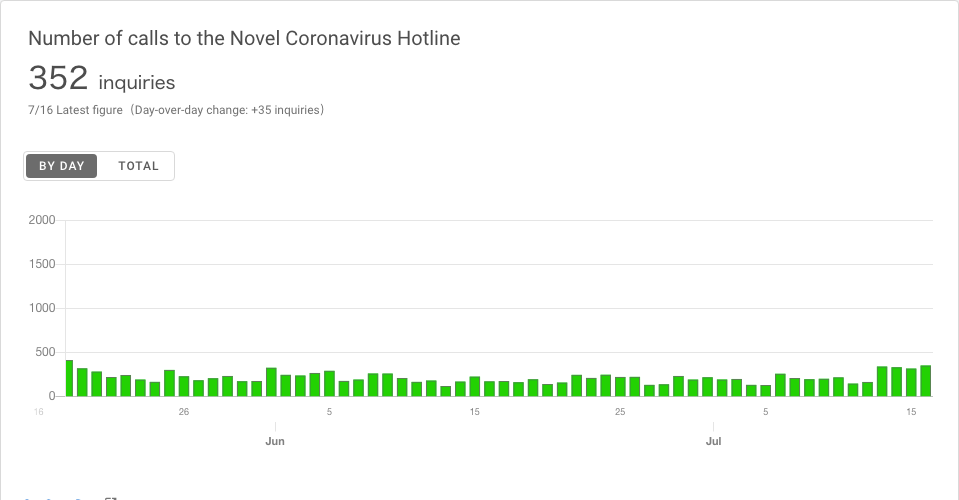 Number of calls to the Novel Coronavirus Hotline
352 inquiries
7/16 Latest figure（Day-over-day change: +35 inquiries）
BY DAY TOTAL
2000
1500
1000
500
0
16 26 5 15 25 5 15
Jun Jul